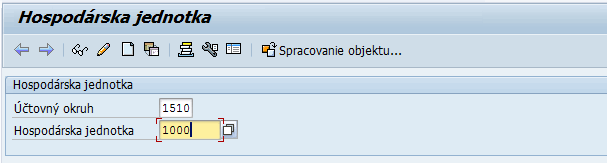 Hospodárska jednotka
Spracovanie objektu...
Hospodárska jednotka
Účtovný okruh 1510
Hospodárska jednotka 1000